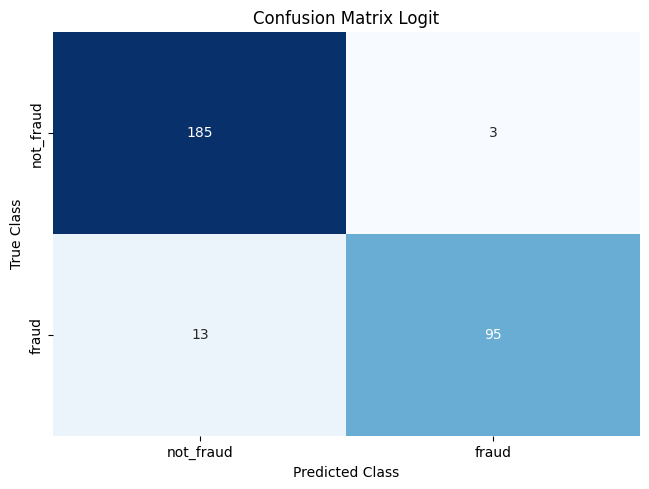 Confusion Matrix Logit
True Class
not_fraud
185
3
fraud
13
95
not_fraud
fraud
Predicted Class